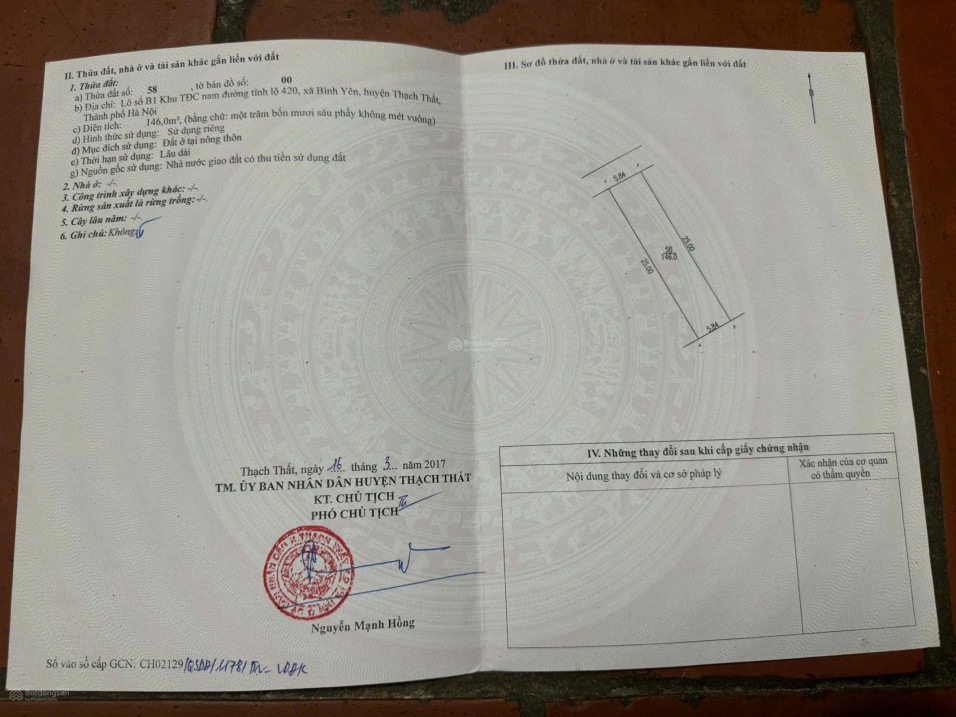 II. Thửa đất, nhà ở và tài sản khác gắn liền với đất
1. Thửa đất:
a) Thửa đất số: 58 , tờ bản đồ số: 00
b) Địa chỉ: Lô số B1 Khu TĐC nam đường tỉnh lộ 420, xã Bình Yên, huyện Thạch Thất,
Thành phố Hà Nội
c) Diện tích: 146,0m², (bằng chữ: một trăm bốn mươi sáu phẩy không mét vuông)
d) Hình thức sử dụng: Sử dụng riêng
đ) Mục đích sử dụng: Đất ở tại nông thôn
e) Thời hạn sử dụng: Lâu dài
g) Nguồn gốc sử dụng: Nhà nước giao đất có thu tiền sử dụng đất
2. Nhà ở: -/-.
3. Công trình xây dựng khác: -/-.
4. Rừng sản xuất là rừng trồng: -/-.
5. Cây lâu năm: -/-.
6. Ghi chú: Không
Thạch Thất, ngày 16 tháng 3 năm 2017
TM. ỦY BAN NHÂN DÂN HUYỆN THẠCH THẤT
KT. CHỦ TỊCH
PHÓ CHỦ TỊCH
Nguyễn Mạnh Hồng
Số vào sổ cấp GCN: CH02129
III. Sơ đồ thửa đất, nhà ở và tài sản khác gắn liền với đất
B
5.84
25.00
58
146.0
25.00
5.84
IV. Những thay đổi sau khi cấp giấy chứng nhận
Nội dung thay đổi và cơ sở pháp lý
Xác nhận của cơ quan
có thẩm quyền
Batdongsan
Batdongsan